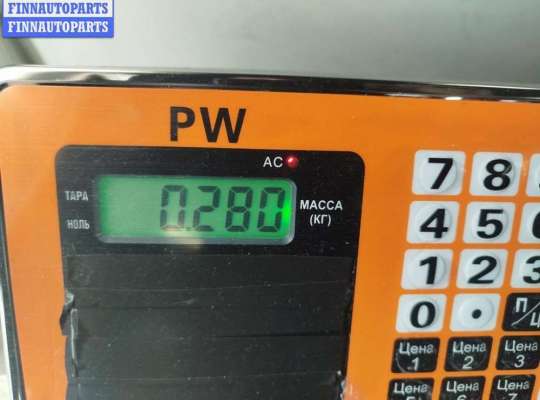 FINNAUTOPARTS
FINNAUTOPARTS
PW
AC
ТАРА
0.280
МАССА
(КГ)
НОЛЬ
7 8
4 5
1 2 3
0 •
П/
Цена 1
Цена 2
Цена 3
Цена
Цена
Цена